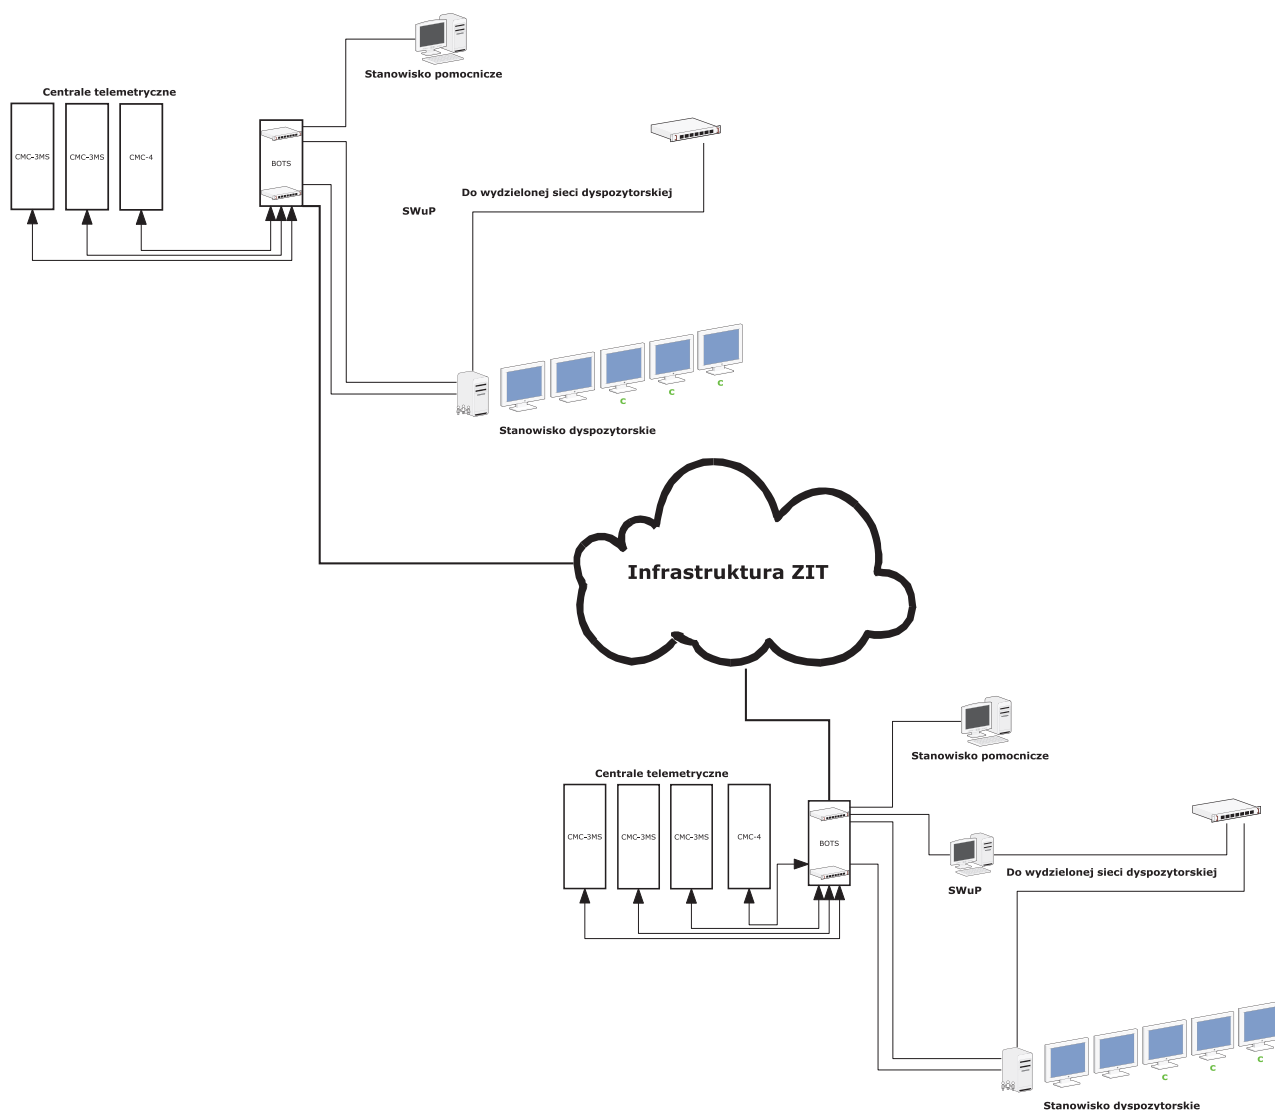 Stanowisko pomocnicze
Centrale telemetryczne
CMC-3MS
CMC-3MS
CMC-4
BOTS
Do wydzielonej sieci dyspozytorskiej
SWuP
C
C
C
Stanowisko dyspozytorskie
Infrastruktura ZIT
Stanowisko pomocnicze
Centrale telemetryczne
CMC-3MS
CMC-3MS
CMC-3MS
CMC-4
BOTS
Do wydzielonej sieci dyspozytorskiej
SWuP
C
C
C
Stanowisko dyspozytorskie